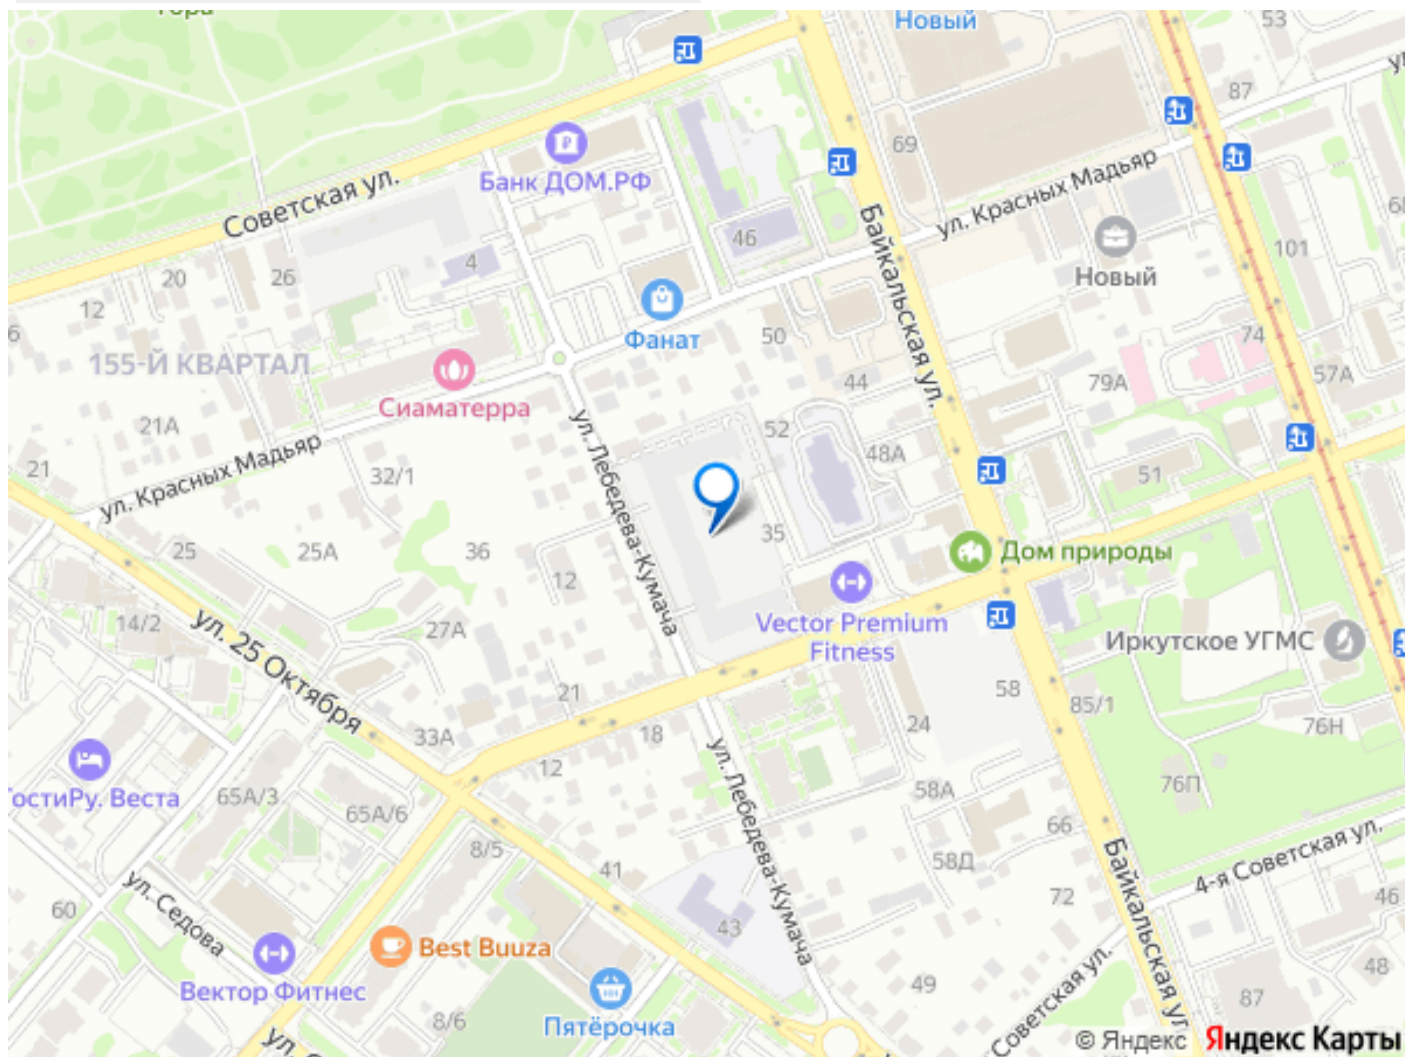 Новый
53
87
69
Банк ДОМ.РФ
ул. Красных Мадьяр
Советская ул.
Байкальская ул.
46
101
4
20
26
12
Новый
Фанат
50
74
155-Й КВАРТАЛ
57А
44
79А
Сиаматерра
21А
52
48А
ул. Лебедева-Кумача
ул. Красных Мадьяр
21
32/1
51
35
25
25А
36
12
Дом природы
14/2
27А
Vector Premium
Fitness
Иркутское УГМС
ул. 25 Октября
21
58
85/1
33А
18
24
76Н
12
ул. Лебедева-Кумача
76П
ГостиРу. Веста
65А/3
65А/6
58А
66
8/5
41
58Д
Байкальская ул.
4-я Советская ул.
ул. Седова
72
46
60
43
Best Buuza
49
48
Вектор Фитнес
Пятёрочка
87
8/6
Советская ул.
© Яндекс Яндекс Карты